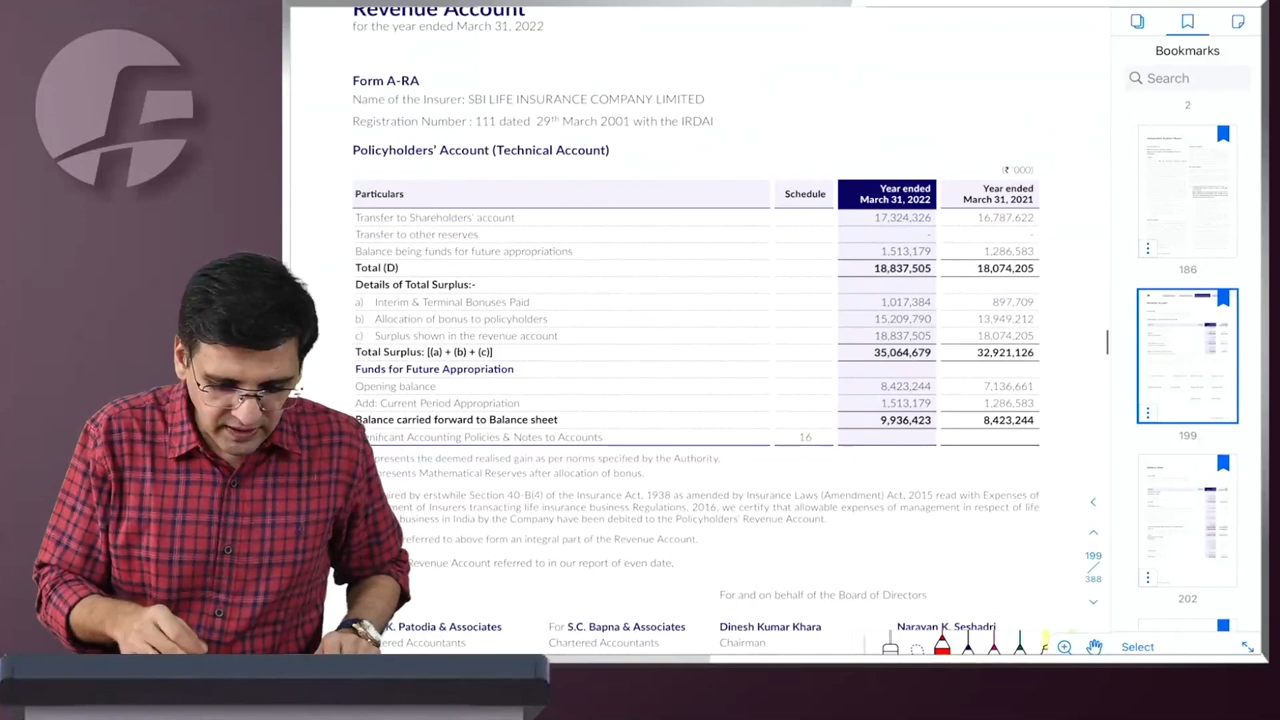 Revenue Account
for the year ended March 31, 2022
Form A-RA
Name of the Insurer: SBI LIFE INSURANCE COMPANY LIMITED
Registration Number : 111 dated 29th March 2001 with the IRDAI
Policyholders' Account (Technical Account)
(₹ '000)
Particulars Schedule Year ended March 31, 2022 Year ended March 31, 2021
Transfer to Shareholders' account 17,324,326 16,787,622
Transfer to other reserves - -
Balance being funds for future appropriations 1,513,179 1,286,583
Total (D) 18,837,505 18,074,205
Details of Total Surplus:-
a) Interim & Terminal Bonuses Paid 1,017,384 897,709
b) Allocation of bonus to policyholders 15,209,790 13,949,212
c) Surplus shown in the revenue account 18,837,505 18,074,205
Total Surplus: [(a) + (b) + (c)] 35,064,679 32,921,126
Funds for Future Appropriation
Opening balance 8,423,244 7,136,661
Add: Current Period Appropriation 1,513,179 1,286,583
Balance carried forward to Balance sheet 9,936,423 8,423,244
gnificant Accounting Policies & Notes to Accounts 16
presents the deemed realised gain as per norms specified by the Authority.
presents Mathematical Reserves after allocation of bonus.
ired by erstwhile Section 40-B(4) of the Insurance Act, 1938 as amended by Insurance Laws (Amendment) Act, 2015 read with Expenses of
ment of Insurers transacting life insurance business Regulations, 2016, we certify that allowable expenses of management in respect of life
business in India by the Company have been debited to the Policyholders' Revenue Account.
referred to above form an integral part of the Revenue Account.
Revenue Account referred to in our report of even date.
For and on behalf of the Board of Directors
K. Patodia & Associates For S.C. Bapna & Associates Dinesh Kumar Khara Narayan K. Seshadri
ered Accountants Chartered Accountants Chairman
Bookmarks
Search
2
186
199
202
199
388
Select